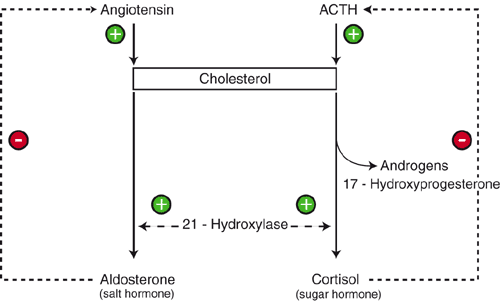 Angiotensin
ACTH
+
+
Cholesterol
-
-
Androgens
17 - Hydroxyprogesterone
+
+
21 - Hydroxylase
Aldosterone
(salt hormone)
Cortisol
(sugar hormone)